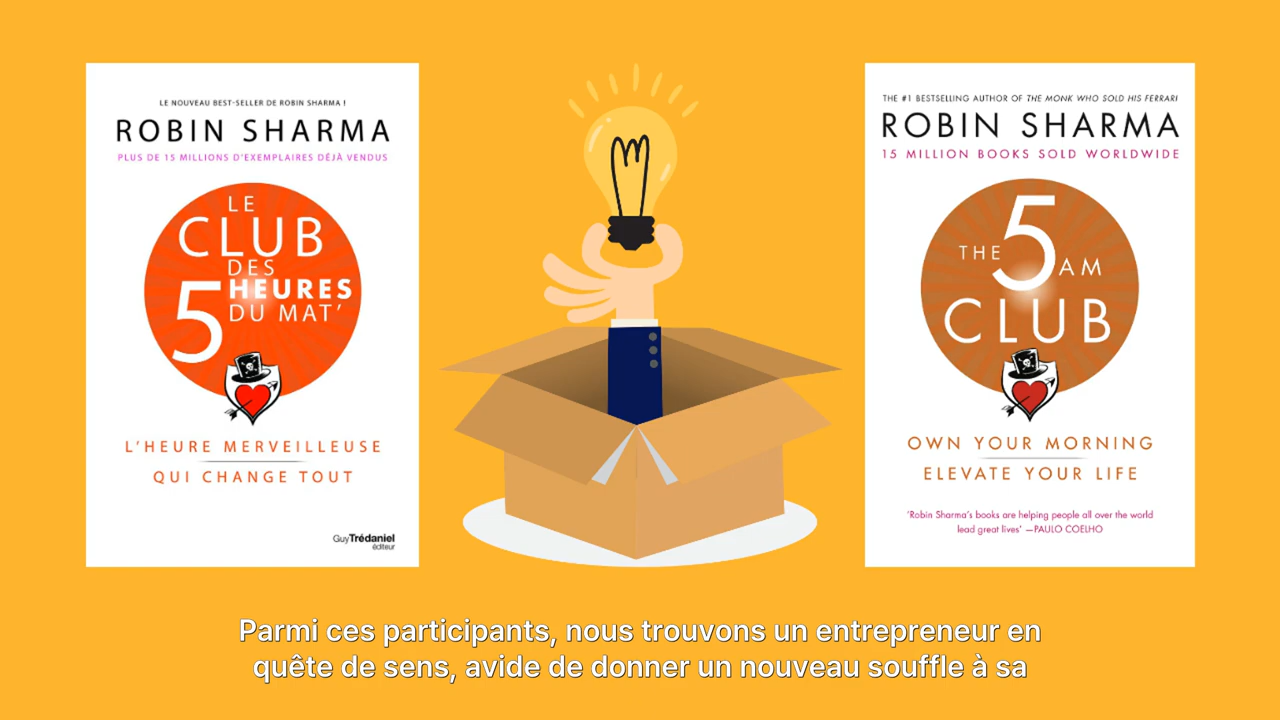 LE NOUVEAU BEST-SELLER DE ROBIN SHARMA !
ROBIN SHARMA
PLUS DE 15 MILLIONS D'EXEMPLAIRES DÉJÀ VENDUS
LE
CLUB
DES
5 HEURES
DU MAT'
L'HEURE MERVEILLEUSE
QUI CHANGE TOUT
Guy Trédaniel
éditeur
THE #1 BESTSELLING AUTHOR OF THE MONK WHO SOLD HIS FERRARI
ROBIN SHARMA
15 MILLION BOOKS SOLD WORLDWIDE
THE 5 AM
CLUB
OWN YOUR MORNING
ELEVATE YOUR LIFE
'Robin Sharma's books are helping people all over the world
lead great lives' —PAULO COELHO
Parmi ces participants, nous trouvons un entrepreneur en
quête de sens, avide de donner un nouveau souffle à sa